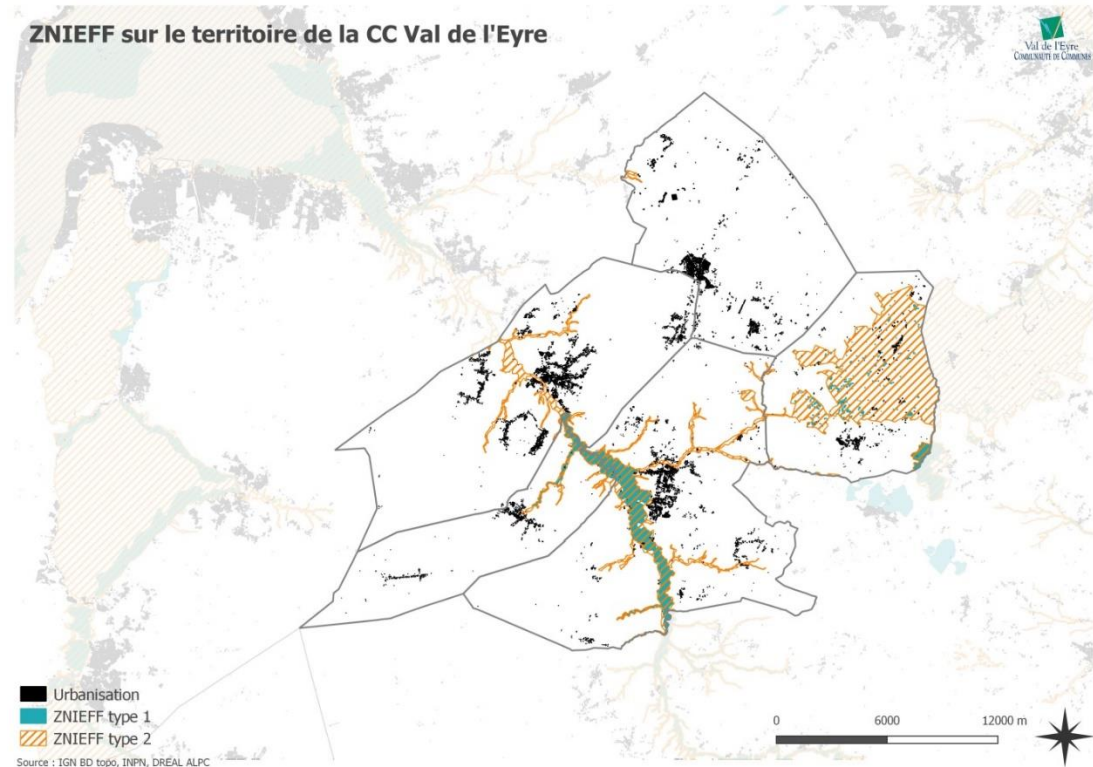 ZNIEFF sur le territoire de la CC Val de l'Eyre
Val de l'Eyre
COMMUNAUTÉ DE COMMUNES
Urbanisation
ZNIEFF type 1
ZNIEFF type 2
0 6000 12000 m
Source : IGN BD topo, INPN, DREAL ALPC